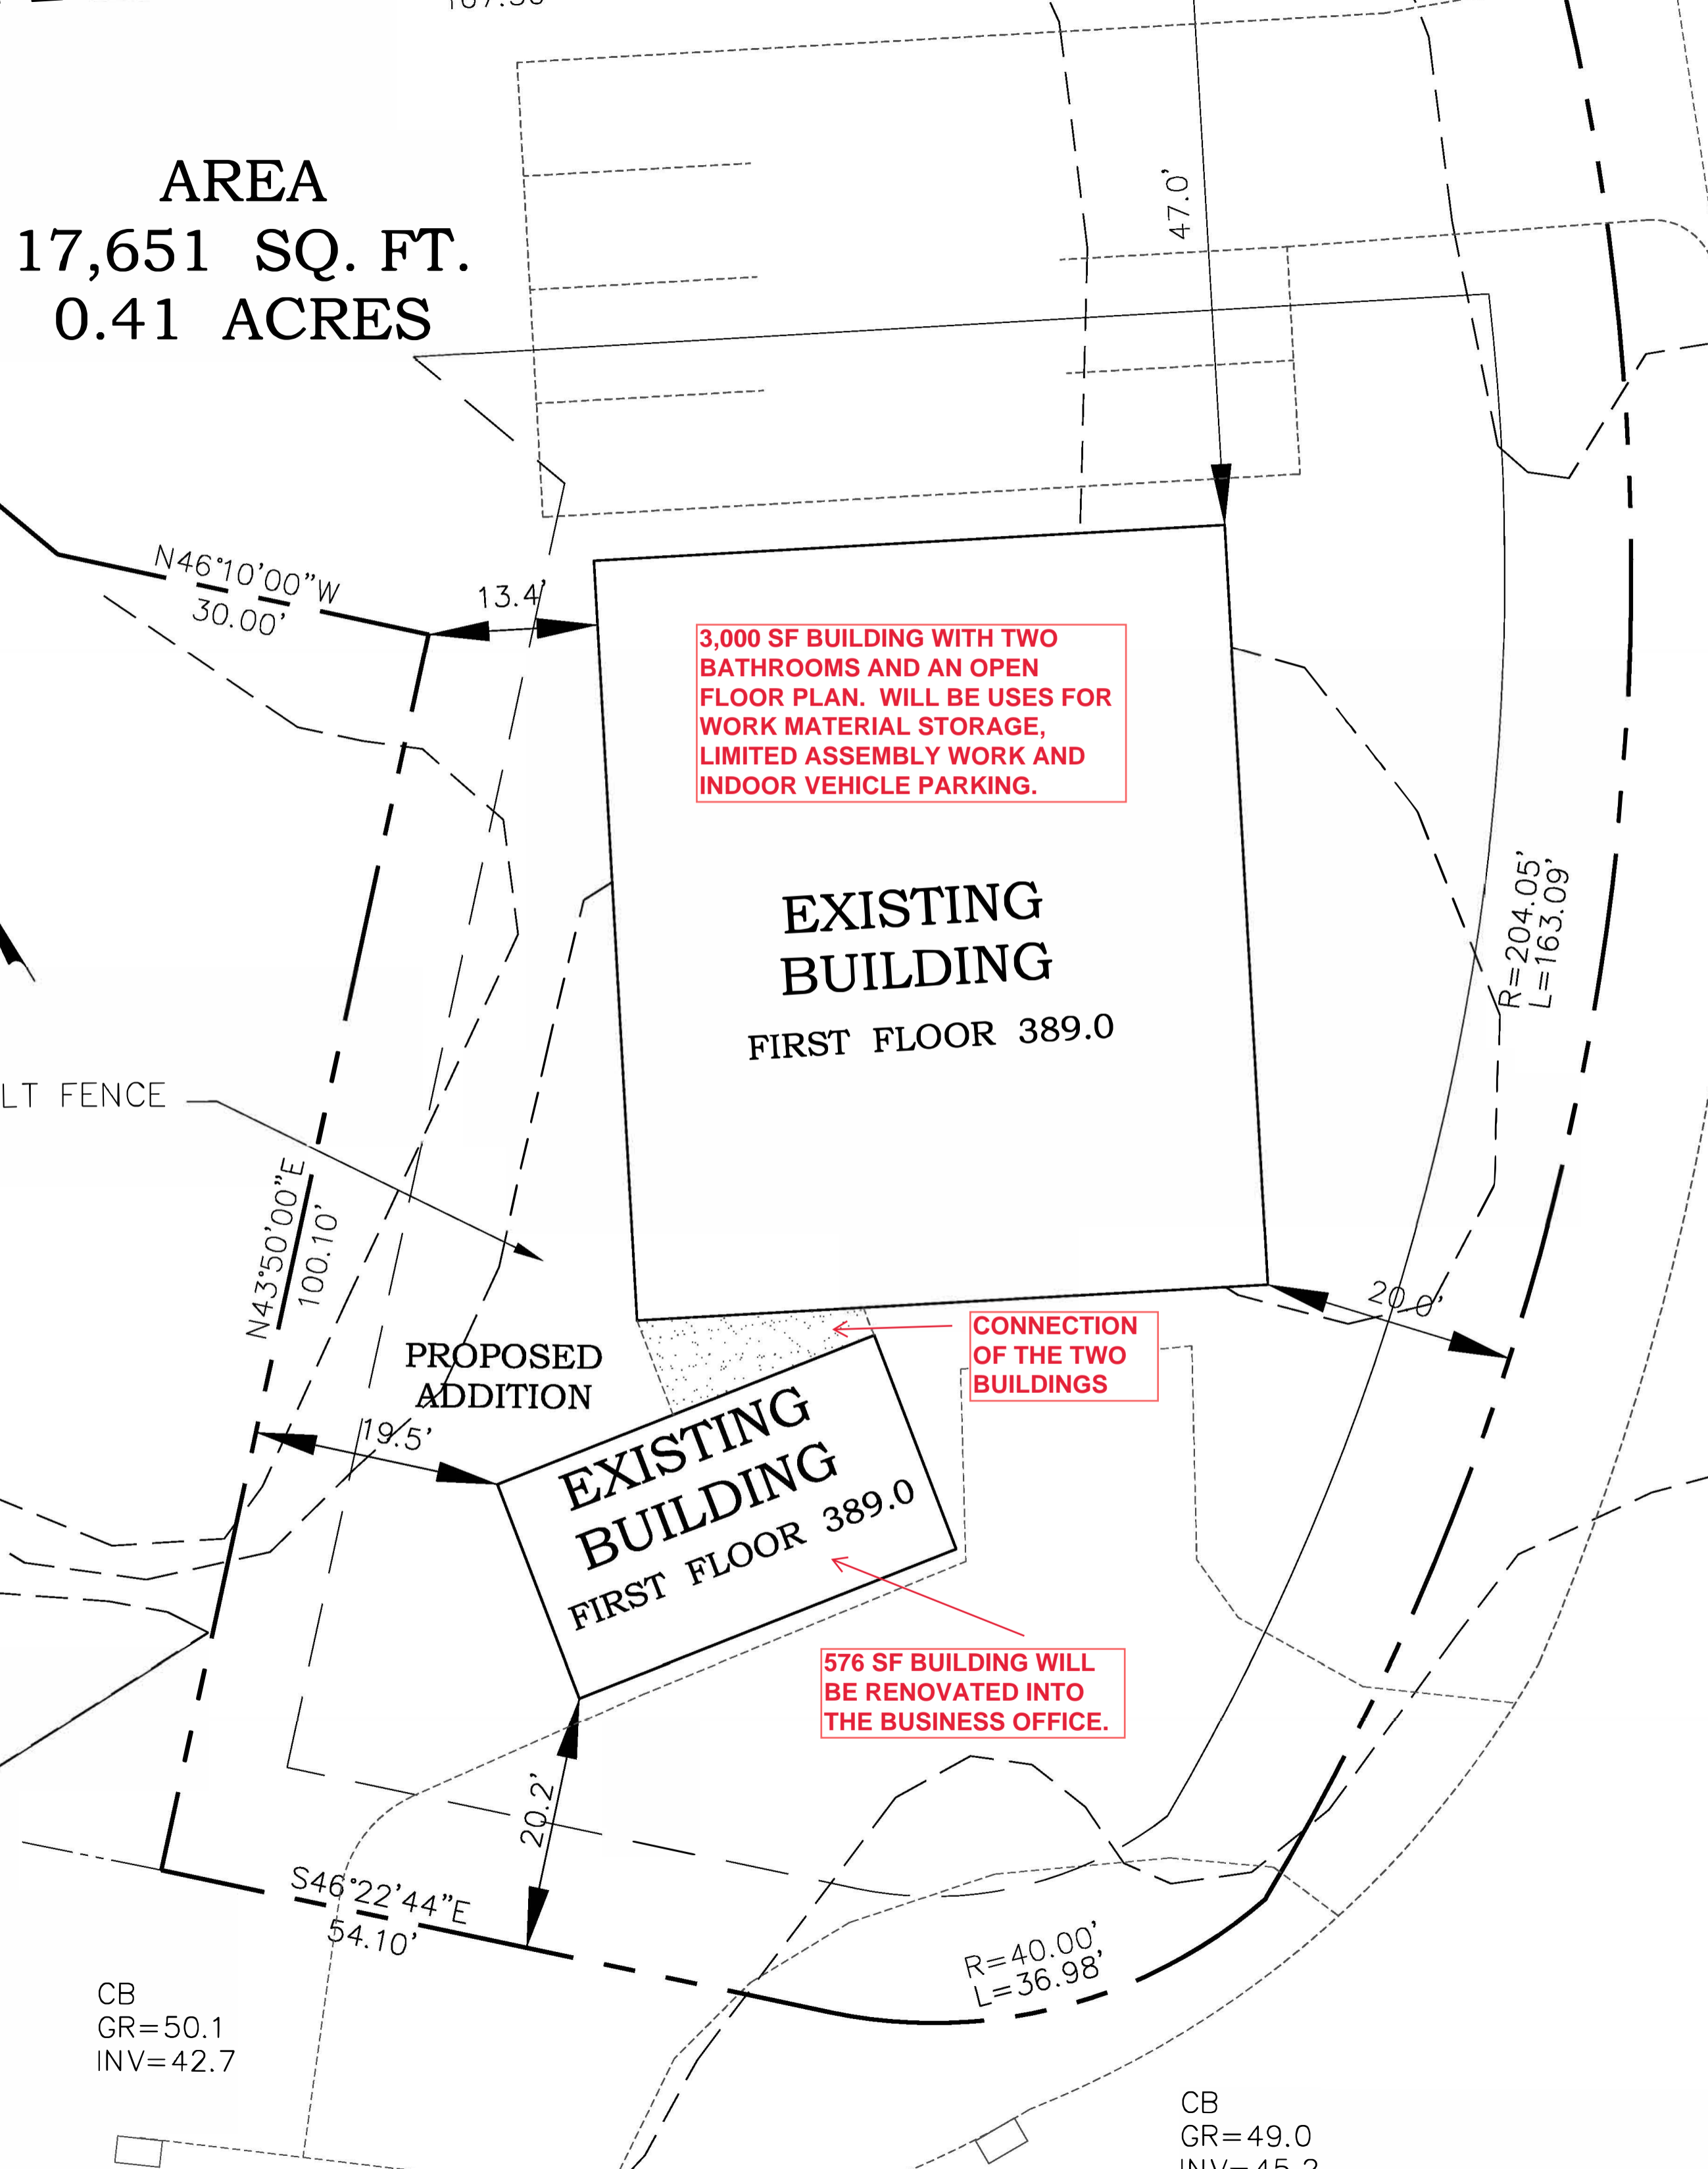 AREA
17,651 SQ. FT.
0.41 ACRES
47.0'
N46°10'00"W
30.00'
13.4'
3,000 SF BUILDING WITH TWO
BATHROOMS AND AN OPEN
FLOOR PLAN. WILL BE USES FOR
WORK MATERIAL STORAGE,
LIMITED ASSEMBLY WORK AND
INDOOR VEHICLE PARKING.
EXISTING
BUILDING
FIRST FLOOR 389.0
R=204.05'
L=163.09'
LT FENCE
N43°50'00"E
100.10'
20.0'
CONNECTION
OF THE TWO
BUILDINGS
PROPOSED
ADDITION
19.5'
EXISTING
BUILDING
FIRST FLOOR 389.0
576 SF BUILDING WILL
BE RENOVATED INTO
THE BUSINESS OFFICE.
20.2'
S46°22'44"E
54.10'
R=40.00'
L=36.98'
CB
GR=50.1
INV=42.7
CB
GR=49.0